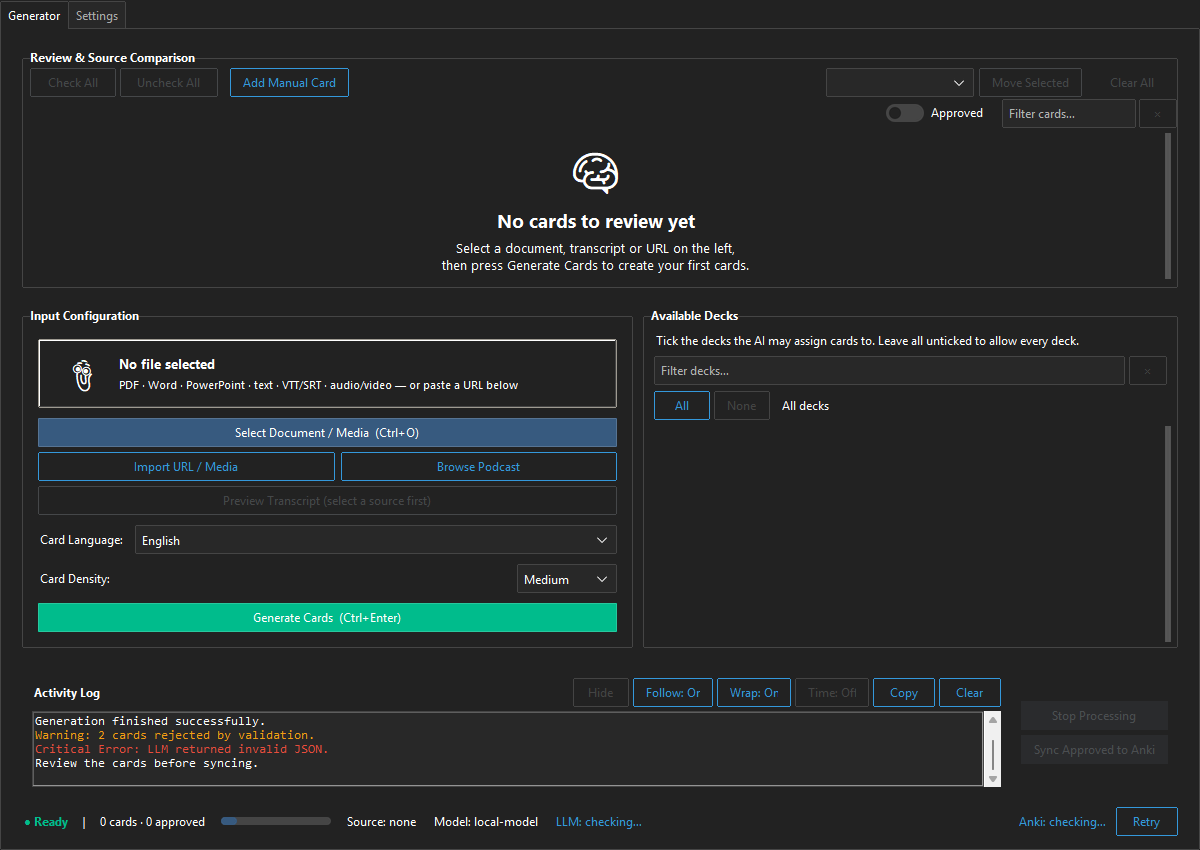 Generator Settings
Review & Source Comparison
Check All Uncheck All Add Manual Card Move Selected Clear All
Approved Filter cards... ×
No cards to review yet
Select a document, transcript or URL on the left,
then press Generate Cards to create your first cards.
Input Configuration
No file selected
PDF · Word · PowerPoint · text · VTT/SRT · audio/video — or paste a URL below
Select Document / Media (Ctrl+O)
Import URL / Media Browse Podcast
Preview Transcript (select a source first)
Card Language: English
Card Density: Medium
Generate Cards (Ctrl+Enter)
Available Decks
Tick the decks the AI may assign cards to. Leave all unticked to allow every deck.
Filter decks... ×
All None All decks
Activity Log
Hide Follow: Or Wrap: Or Time: Off Copy Clear
Generation finished successfully.
Warning: 2 cards rejected by validation.
Critical Error: LLM returned invalid JSON.
Review the cards before syncing.
Stop Processing
Sync Approved to Anki
● Ready | 0 cards · 0 approved Source: none Model: local-model LLM: checking... Anki: checking... Retry